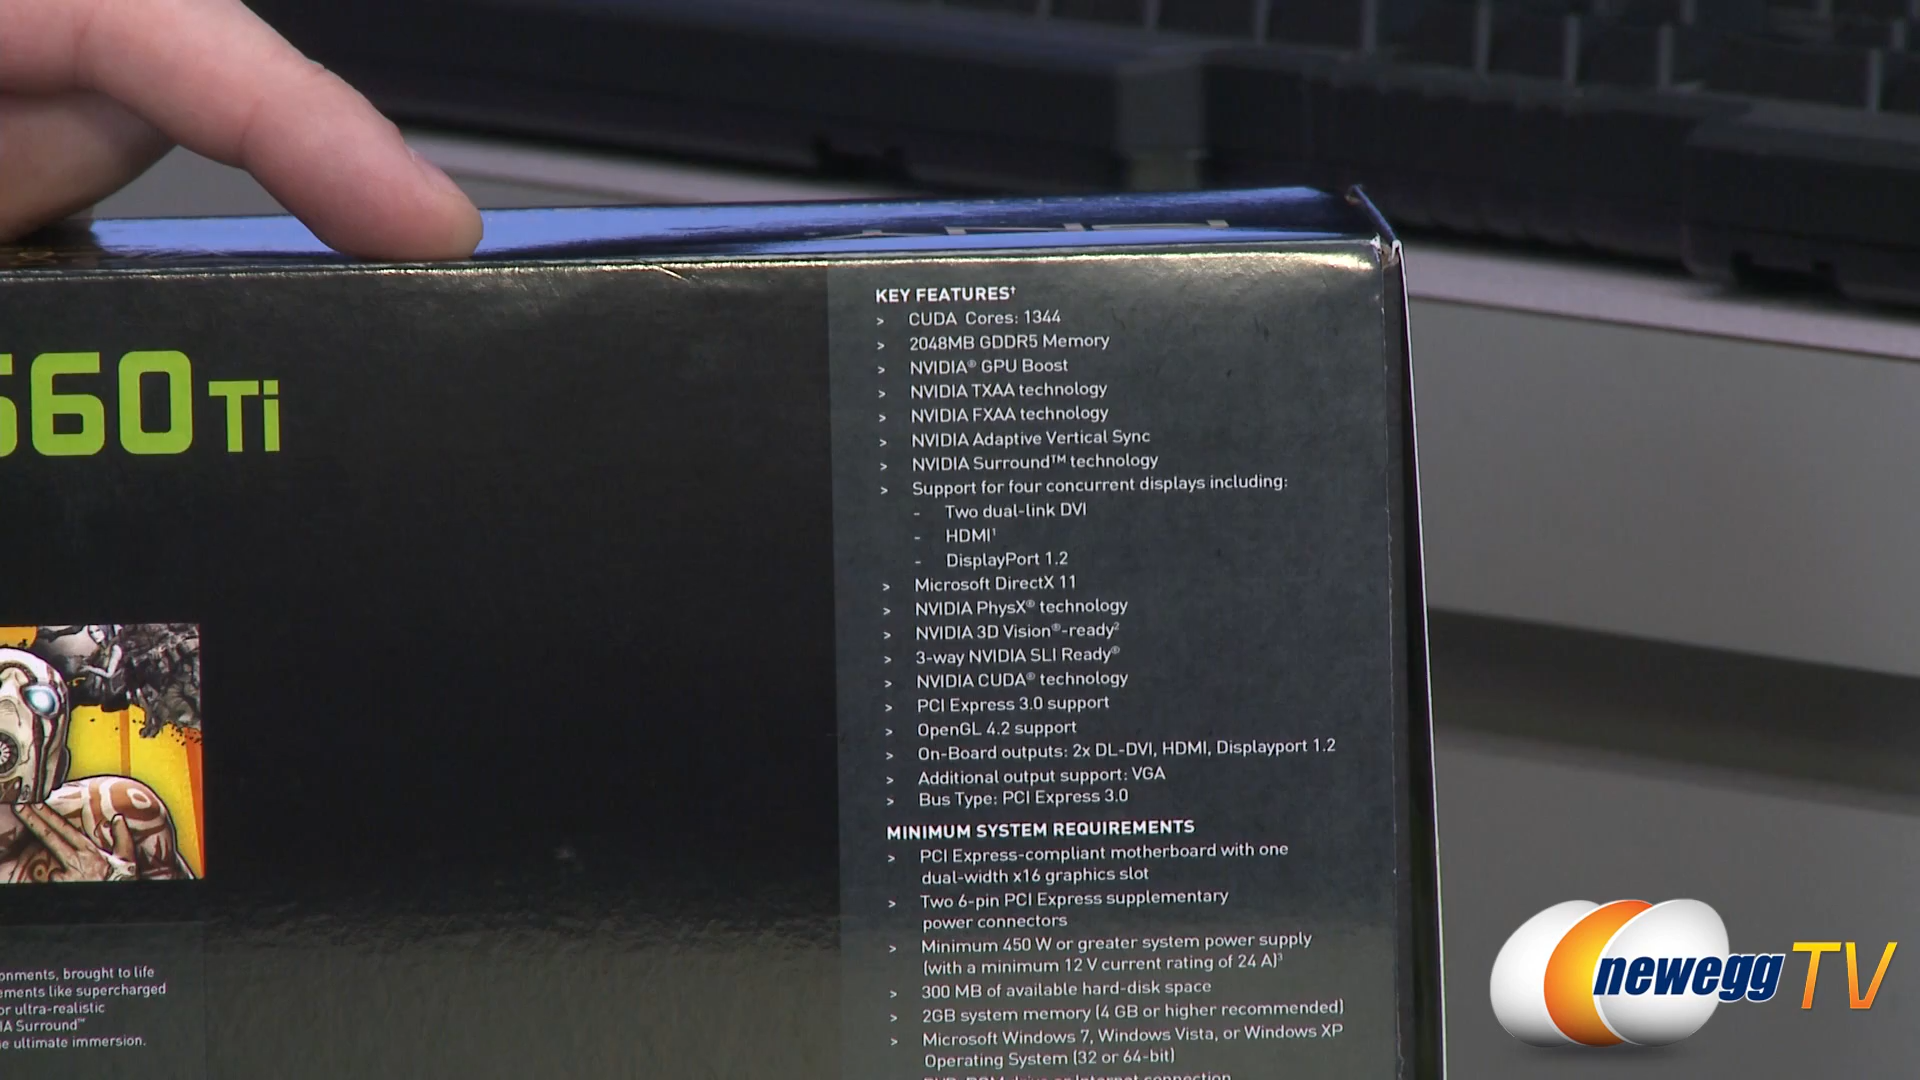 KEY FEATURES†
> CUDA Cores: 1344
> 2048MB GDDR5 Memory
> NVIDIA® GPU Boost
> NVIDIA TXAA technology
> NVIDIA FXAA technology
> NVIDIA Adaptive Vertical Sync
> NVIDIA Surround™ technology
> Support for four concurrent displays including:
- Two dual-link DVI
- HDMI¹
- DisplayPort 1.2
> Microsoft DirectX 11
> NVIDIA PhysX® technology
> NVIDIA 3D Vision®-ready²
> 3-way NVIDIA SLI Ready®
> NVIDIA CUDA® technology
> PCI Express 3.0 support
> OpenGL 4.2 support
> On-Board outputs: 2x DL-DVI, HDMI, Displayport 1.2
> Additional output support: VGA
> Bus Type: PCI Express 3.0
MINIMUM SYSTEM REQUIREMENTS
> PCI Express-compliant motherboard with one
dual-width x16 graphics slot
> Two 6-pin PCI Express supplementary
power connectors
> Minimum 450 W or greater system power supply
(with a minimum 12 V current rating of 24 A)³
> 300 MB of available hard-disk space
> 2GB system memory (4 GB or higher recommended)
> Microsoft Windows 7, Windows Vista, or Windows XP
Operating System (32 or 64-bit)
660 Ti
onments, brought to life
ements like supercharged
or ultra-realistic
IA Surround™
e ultimate immersion.
newegg TV